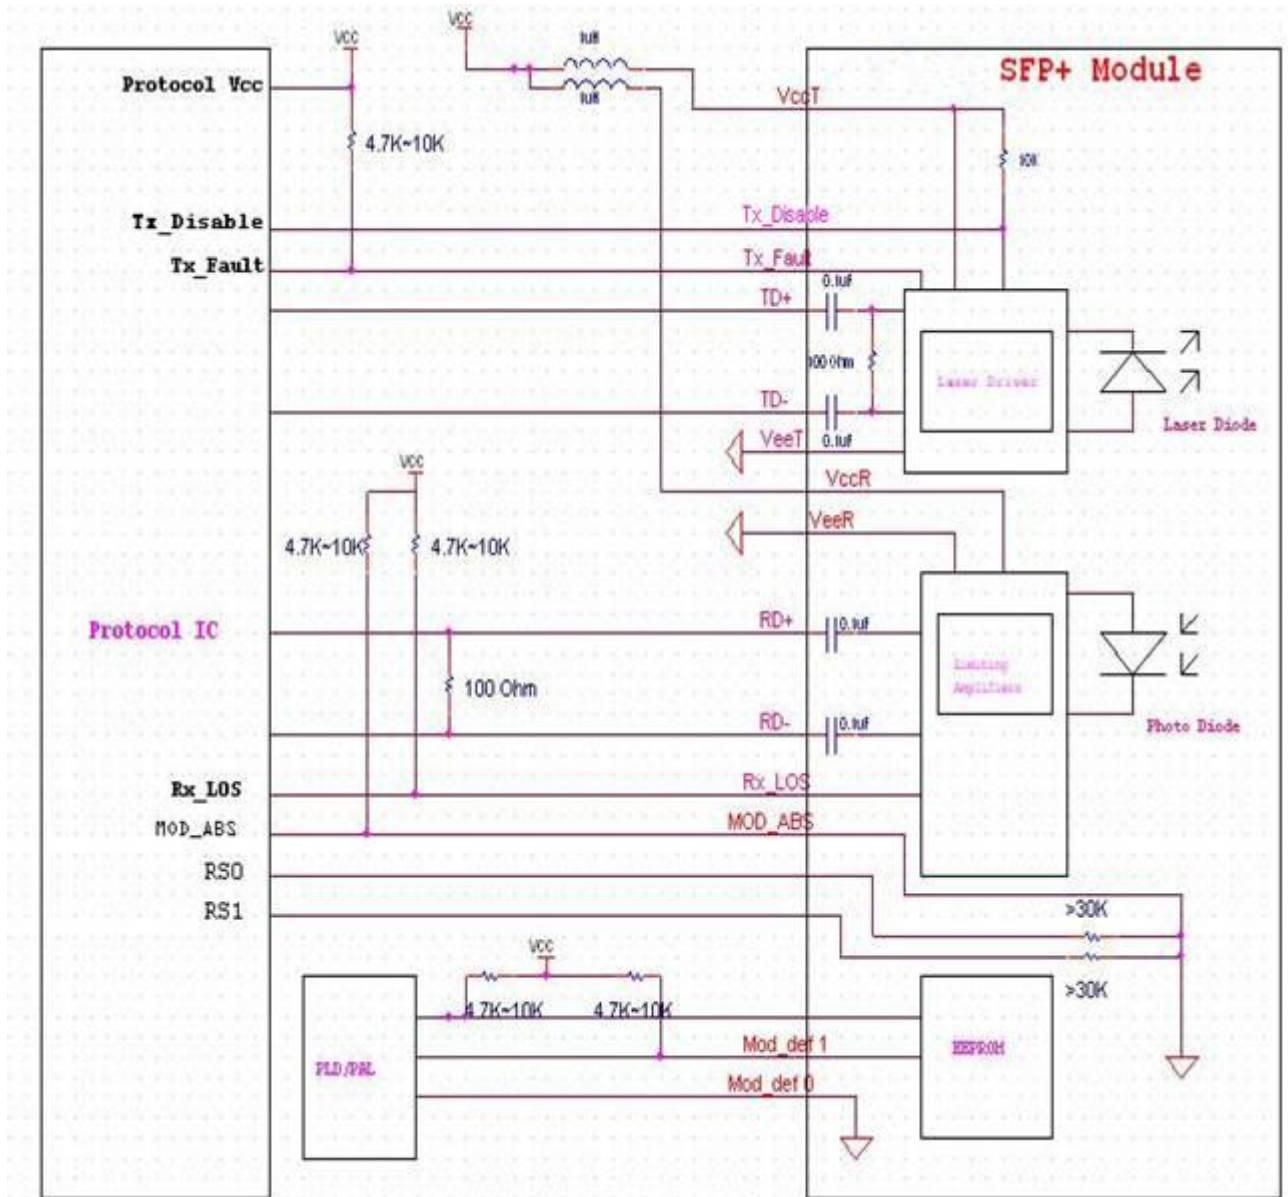 Vcc
VCC
1uH
SFP+ Module
Protocol Vcc
1uH
VccT
4.7K~10K
10K
Tx_Disable
Tx_Disable
Tx_Fault
Tx_Fault
0.1uf
TD+
100 Ohm
Laser Driver
TD-
Laser Diode
VeeT
0.1uf
VCC
VccR
VeeR
4.7K~10K
4.7K~10K
Protocol IC
RD+
0.1uf
Limiting
Amplifiers
100 Ohm
RD-
0.1uf
Photo Diode
Rx_LOS
Rx_LOS
MOD_ABS
MOD_ABS
RS0
RS1
>30K
VCC
>30K
4.7K~10K
4.7K~10K
Mod_def 1
EEPROM
PLD/PAL
Mod_def 0